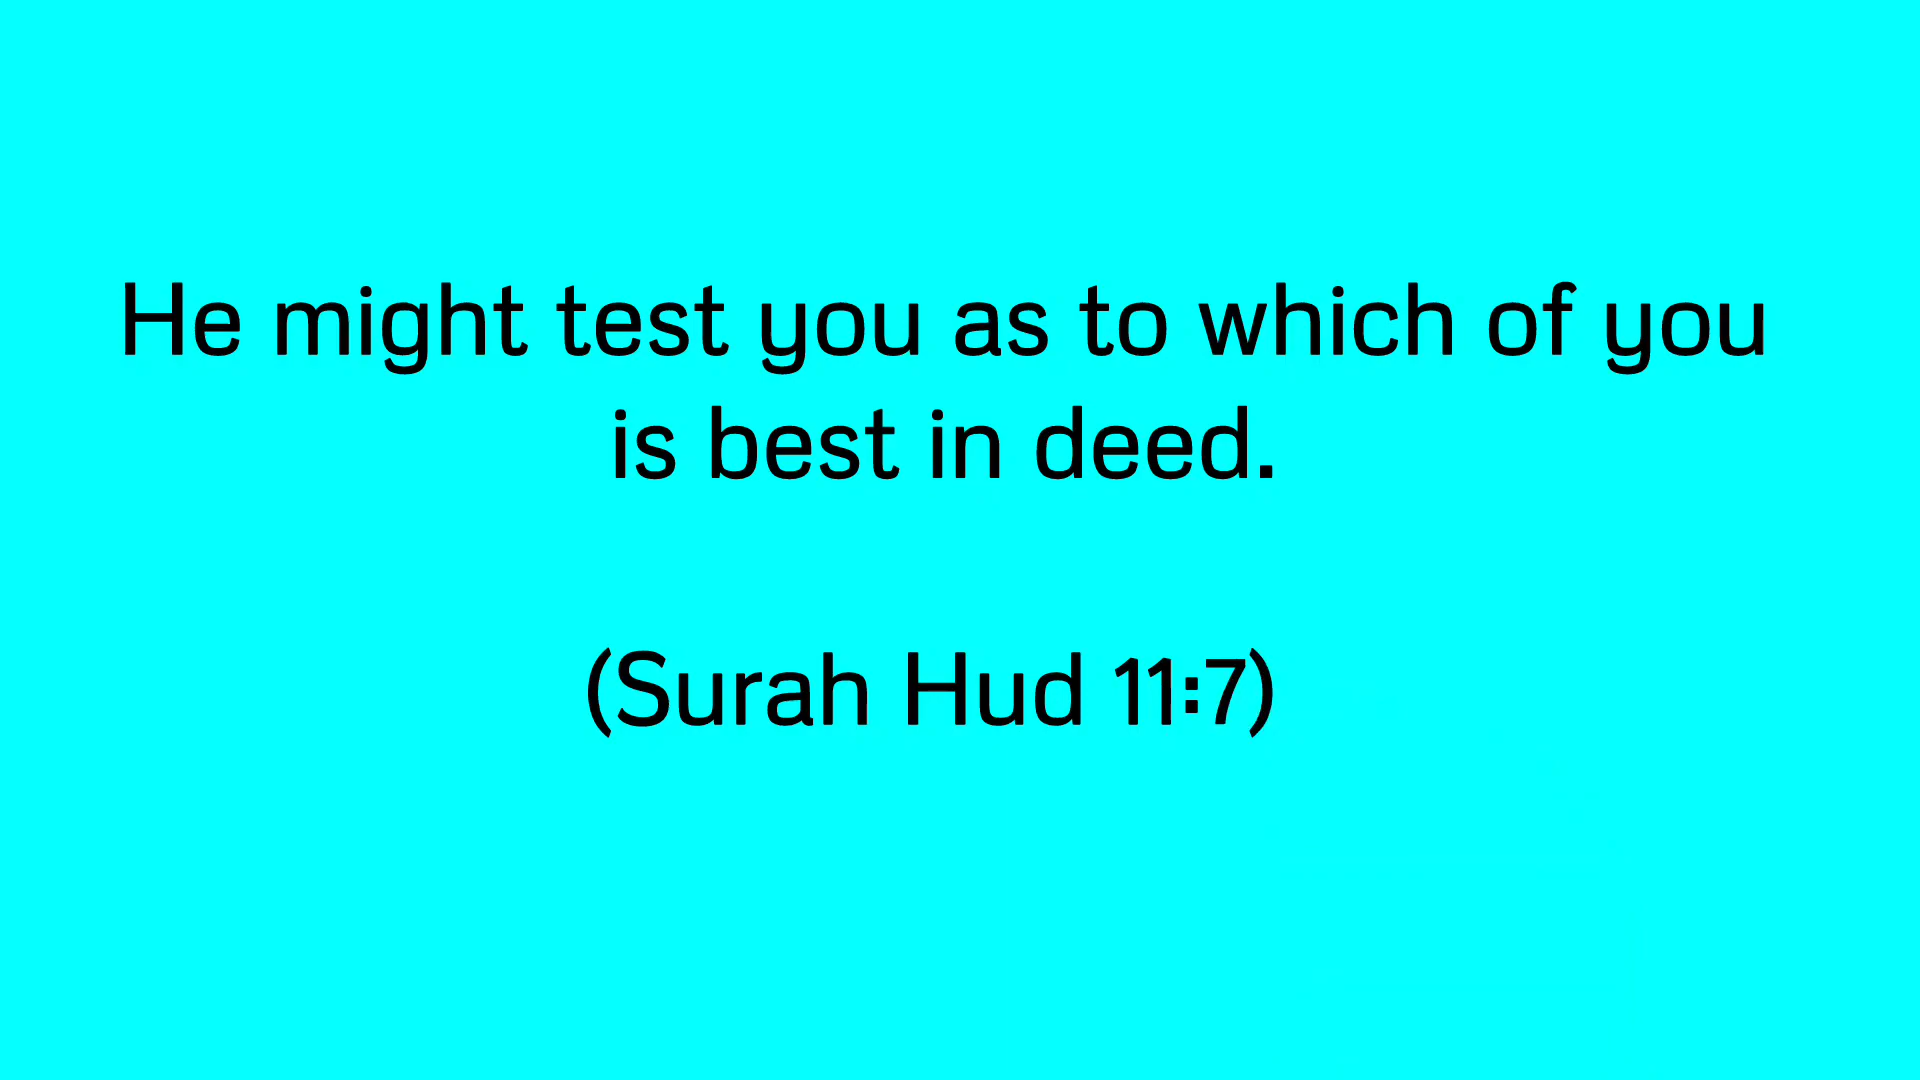 He might test you as to which of you
is best in deed.
(Surah Hud 11:7)